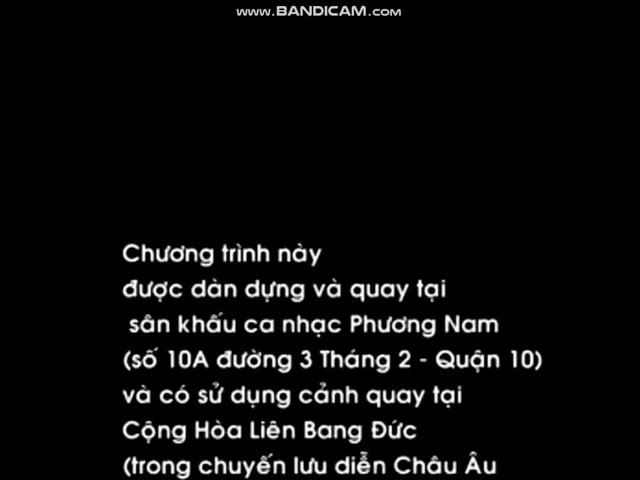 www.BANDICAM.com
Chương trình này
được dàn dựng và quay tại
sân khấu ca nhạc Phương Nam
(số 10A đường 3 Tháng 2 - Quận 10)
và có sử dụng cảnh quay tại
Cộng Hòa Liên Bang Đức
(trong chuyến lưu diễn Châu Âu